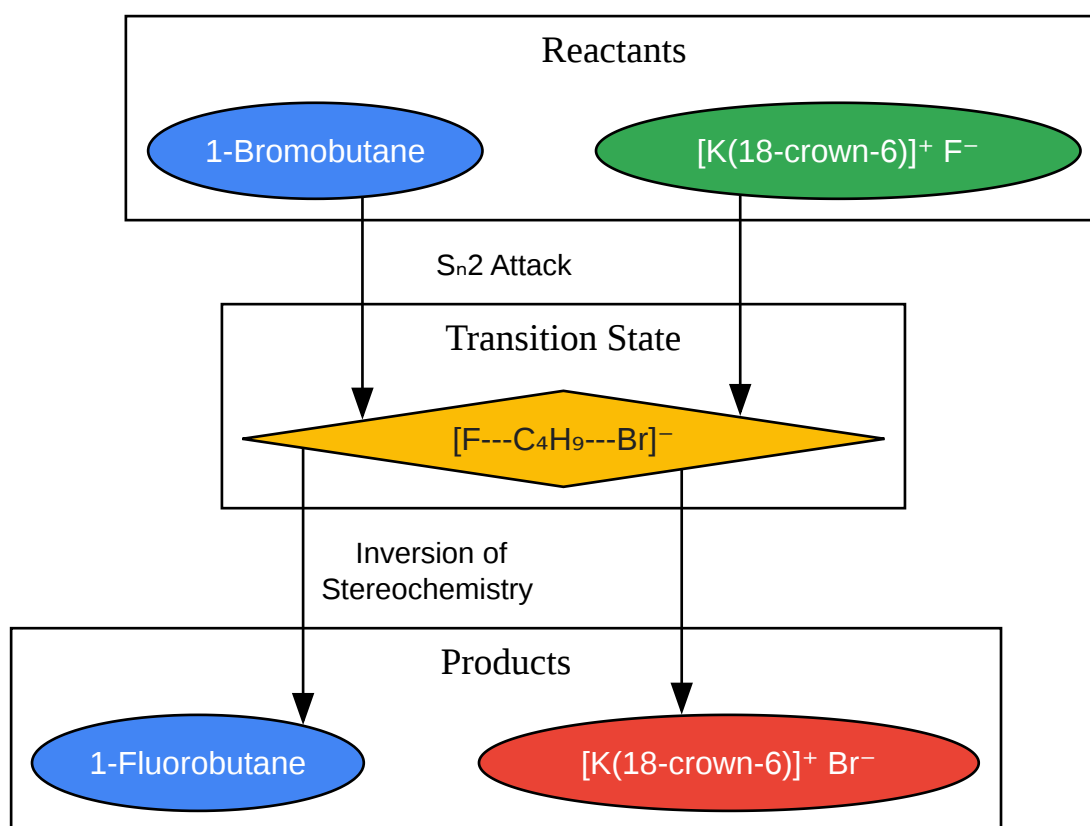 Reactants
1-Bromobutane
[K(18-crown-6)]⁺ F⁻
Sₙ2 Attack
Transition State
[F---C₄H₉---Br]⁻
Inversion of
Stereochemistry
Products
1-Fluorobutane
[K(18-crown-6)]⁺ Br⁻